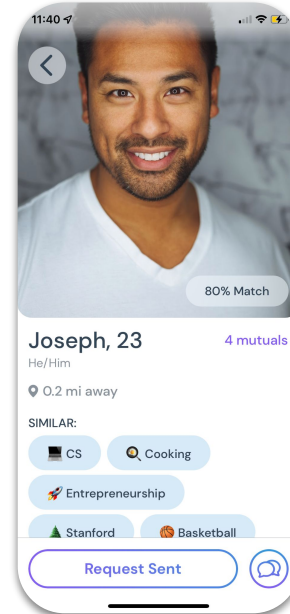 11:40
80% Match
Joseph, 23
4 mutuals
He/Him
0.2 mi away
SIMILAR:
CS
Cooking
Entrepreneurship
Stanford
Basketball
Request Sent